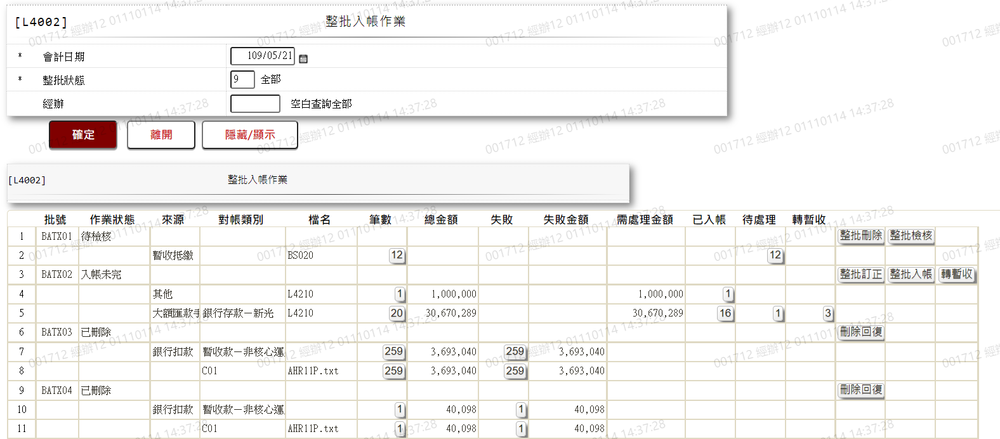 [L4002] 整批入帳作業
* 會計日期 109/05/21
* 整批狀態 9 全部
經辦 空白查詢全部
確定 離開 隱藏/顯示
[L4002] 整批入帳作業
批號 作業狀態 來源 對帳類別 檔名 筆數 總金額 失敗 失敗金額 需處理金額 已入帳 待處理 轉暫收
1 BATX01 待檢核 整批刪除 整批檢核
2 暫收抵繳 BS020 12 12
3 BATX02 入帳未完 整批訂正 整批入帳 轉暫收
4 其他 L4210 1 1,000,000 1,000,000 1
5 大額匯款手 銀行存款－新光 L4210 20 30,670,289 30,670,289 16 1 3
6 BATX03 已刪除 刪除回復
7 銀行扣款 暫收款－非核心運 259 3,693,040 259 3,693,040
8 C01 AHR11P.txt 259 3,693,040 259 3,693,040
9 BATX04 已刪除 刪除回復
10 銀行扣款 暫收款－非核心運 1 40,098 1 40,098
11 C01 AHR11P.txt 1 40,098 1 40,098
001712 經辦12 01110114 14:37:28